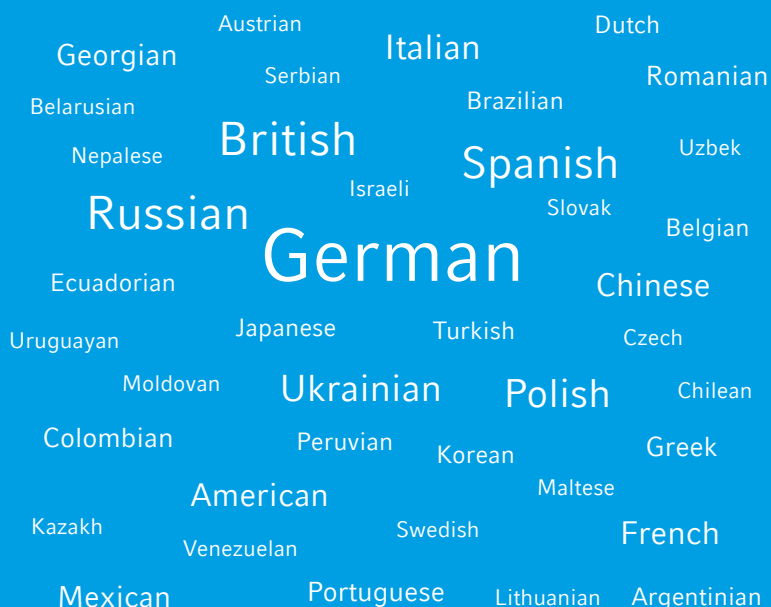 Austrian
Dutch
Georgian
Italian
Serbian
Romanian
Belarusian
Brazilian
British
Nepalese
Spanish
Uzbek
Israeli
Slovak
Russian
Belgian
German
Ecuadorian
Chinese
Japanese
Turkish
Uruguayan
Czech
Moldovan
Ukrainian
Polish
Chilean
Colombian
Peruvian
Korean
Greek
American
Maltese
Kazakh
Swedish
French
Venezuelan
Mexican
Portuguese
Lithuanian
Argentinian